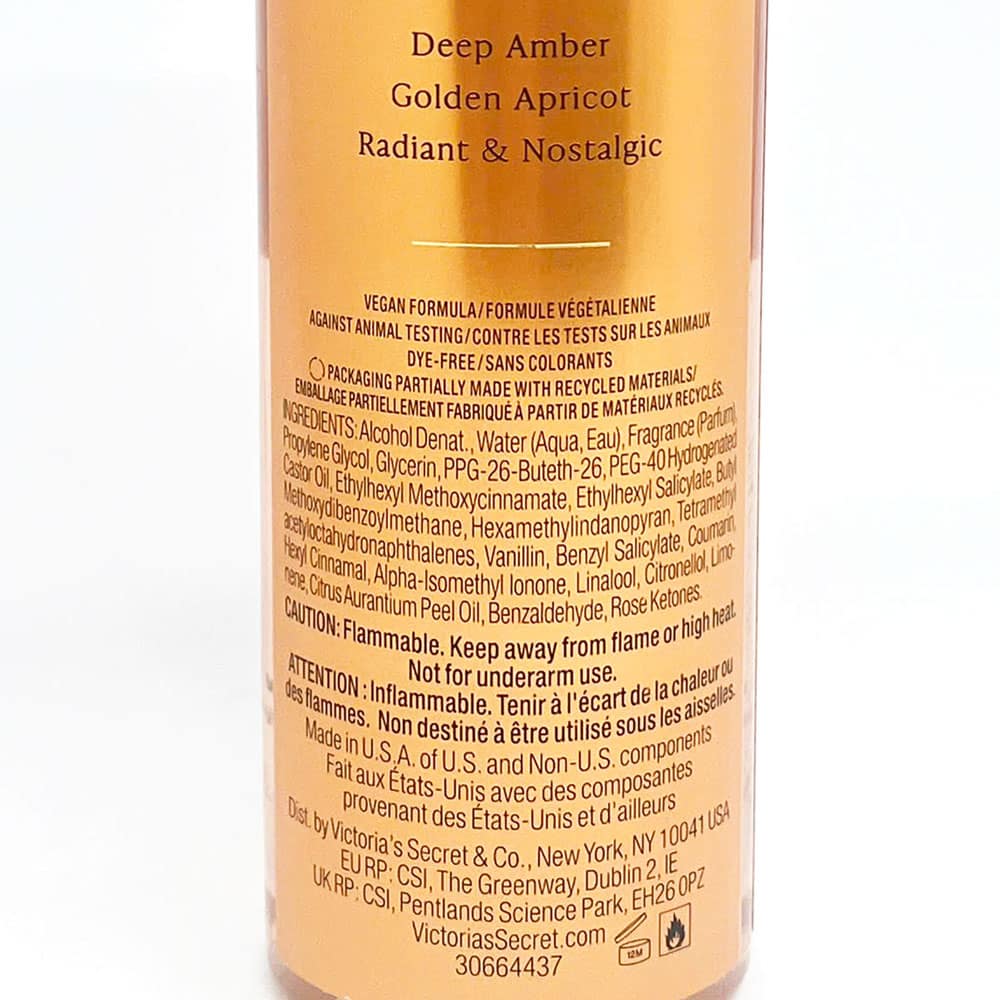 Deep Amber
Golden Apricot
Radiant & Nostalgic
VEGAN FORMULA/FORMULE VÉGÉTALIENNE
AGAINST ANIMAL TESTING/CONTRE LES TESTS SUR LES ANIMAUX
DYE-FREE/SANS COLORANTS
PACKAGING PARTIALLY MADE WITH RECYCLED MATERIALS/
EMBALLAGE PARTIELLEMENT FABRIQUÉ À PARTIR DE MATÉRIAUX RECYCLÉS.
INGREDIENTS: Alcohol Denat., Water (Aqua, Eau), Fragrance (Parfum),
Propylene Glycol, Glycerin, PPG-26-Buteth-26, PEG-40 Hydrogenated
Castor Oil, Ethylhexyl Methoxycinnamate, Ethylhexyl Salicylate, Butyl
Methoxydibenzoylmethane, Hexamethylindanopyran, Tetramethyl
acetyloctahydronaphthalenes, Vanillin, Benzyl Salicylate, Coumarin,
Hexyl Cinnamal, Alpha-Isomethyl Ionone, Linalool, Citronellol, Limo-
nene, Citrus Aurantium Peel Oil, Benzaldehyde, Rose Ketones.
CAUTION: Flammable. Keep away from flame or high heat.
Not for underarm use.
ATTENTION : Inflammable. Tenir à l'écart de la chaleur ou
des flammes. Non destiné à être utilisé sous les aisselles.
Made in U.S.A. of U.S. and Non-U.S. components
Fait aux États-Unis avec des composantes
provenant des États-Unis et d'ailleurs
Dist. by Victoria's Secret & Co., New York, NY 10041 USA
EU RP: CSI, The Greenway, Dublin 2, IE
UK RP: CSI, Pentlands Science Park, EH26 0PZ
VictoriasSecret.com
12M
30664437